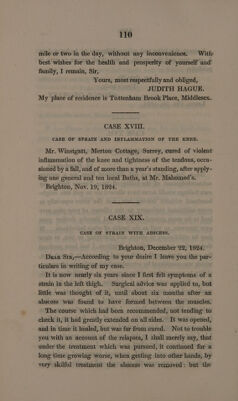 110
mile or two in the day, without any inconvenience. With
best wishes for the health and prosperity of yourself and
family, I remain, Sir,
Yours, most respectfully and obliged,
JUDITH HAGUE.
My place of residence is Tottenham Brook Place, Middlesex.
CASE XVIII.
CASE OF STRAIN AND INFLAMMATION OF THE KNEE.
Mr. Winstgatt, Merton Cottage, Surrey, cured of violent
inflammation of the knee and tightness of the tendons, occa-
sioned by a fall, and of more than a year's standing, after apply-
ing one general and ten local Baths, at Mr. Mahomed's.
Brighton, Nov. 19, 1824.
CASE XIX.
CASE OF STRAIN WITH ABSCESS.
Brighton, December 22, 1824.
DEAR SIR,—According to your desire I leave you the par-
ticulars in writing of my case.
It is now nearly six years since I first felt symptoms of a
strain in the left thigh. Surgical advice was applied to, but
little was thought of it, until about six months after an
abscess was found to have formed between the muscles.
The course which had been recommended, not tending to
check it, it had greatly extended on all sides. It was opened,
and in time it healed, but was far from cured. Not to trouble
you with an account of the relapses, I shall merely say, that
under the treatment which was pursued, it continued for a
long time growing worse, when getting into other hands, by
very skilful treatment the abscess was removed: but the